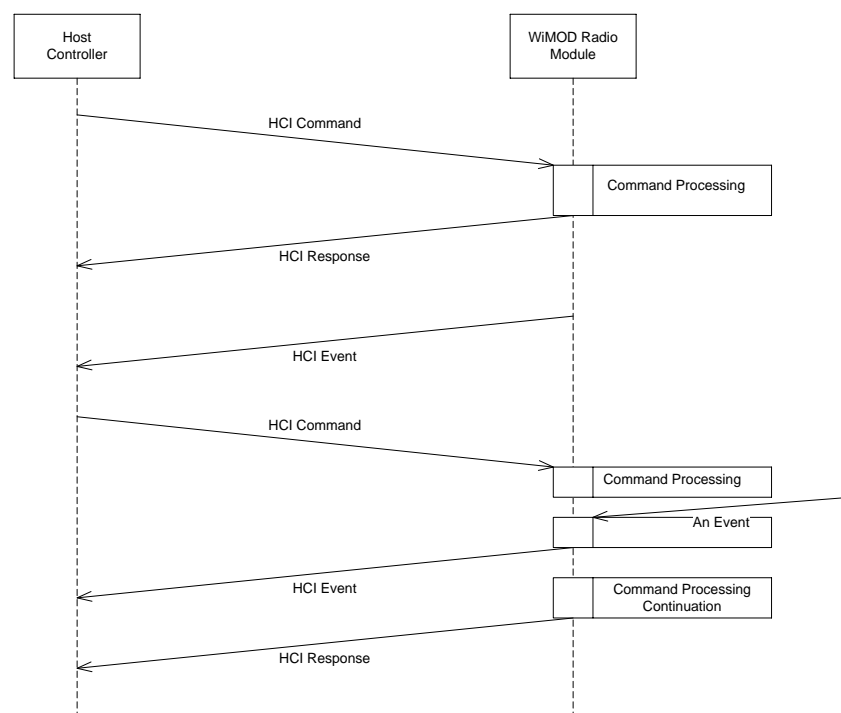 Host
Controller
WiMOD Radio
Module
HCI Command
Command Processing
HCI Response
HCI Event
HCI Command
Command Processing
An Event
HCI Event
Command Processing
Continuation
HCI Response